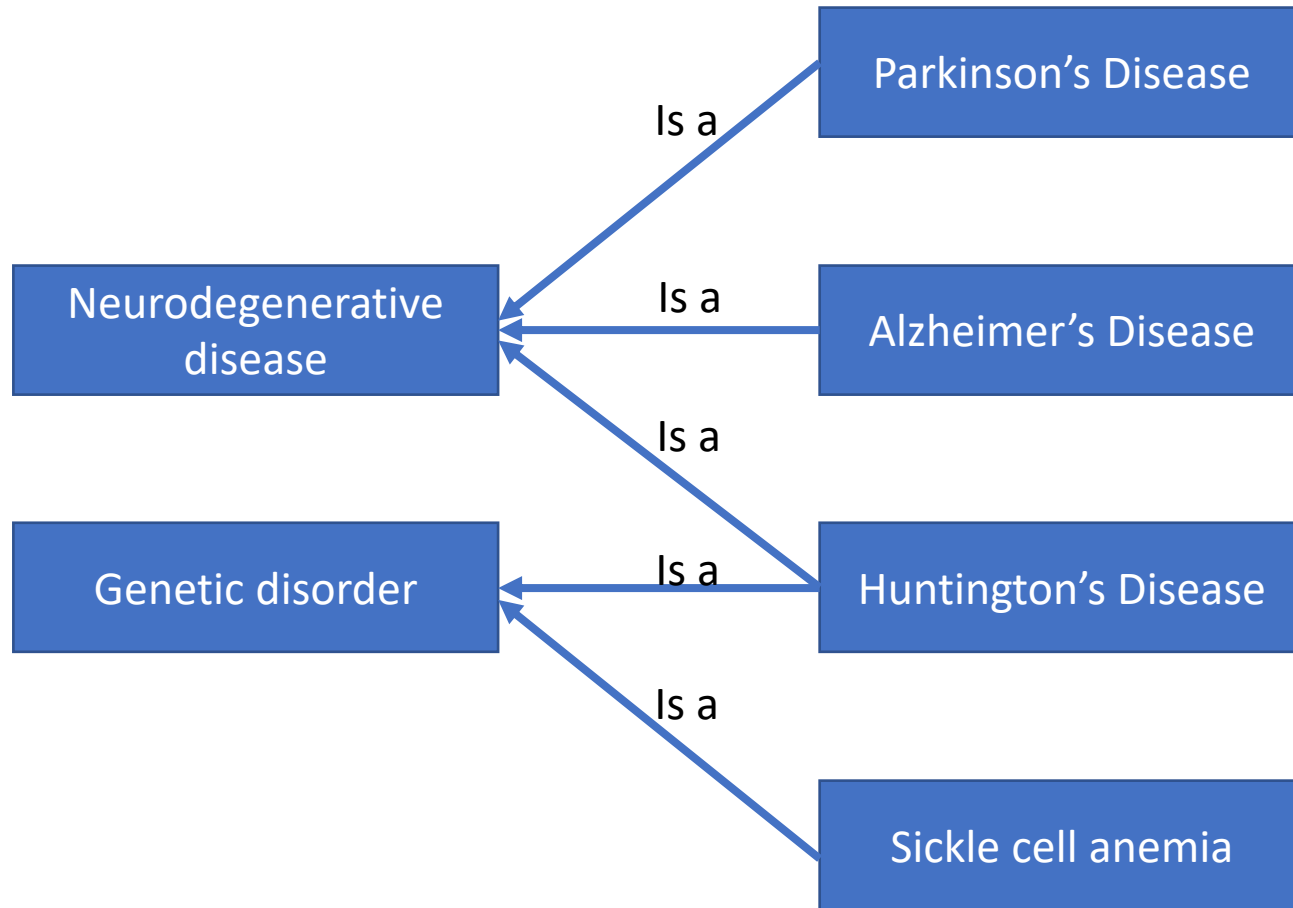 Parkinson’s Disease
Is a
Neurodegenerative
disease
Is a
Alzheimer’s Disease
Is a
Genetic disorder
Is a
Huntington’s Disease
Is a
Sickle cell anemia